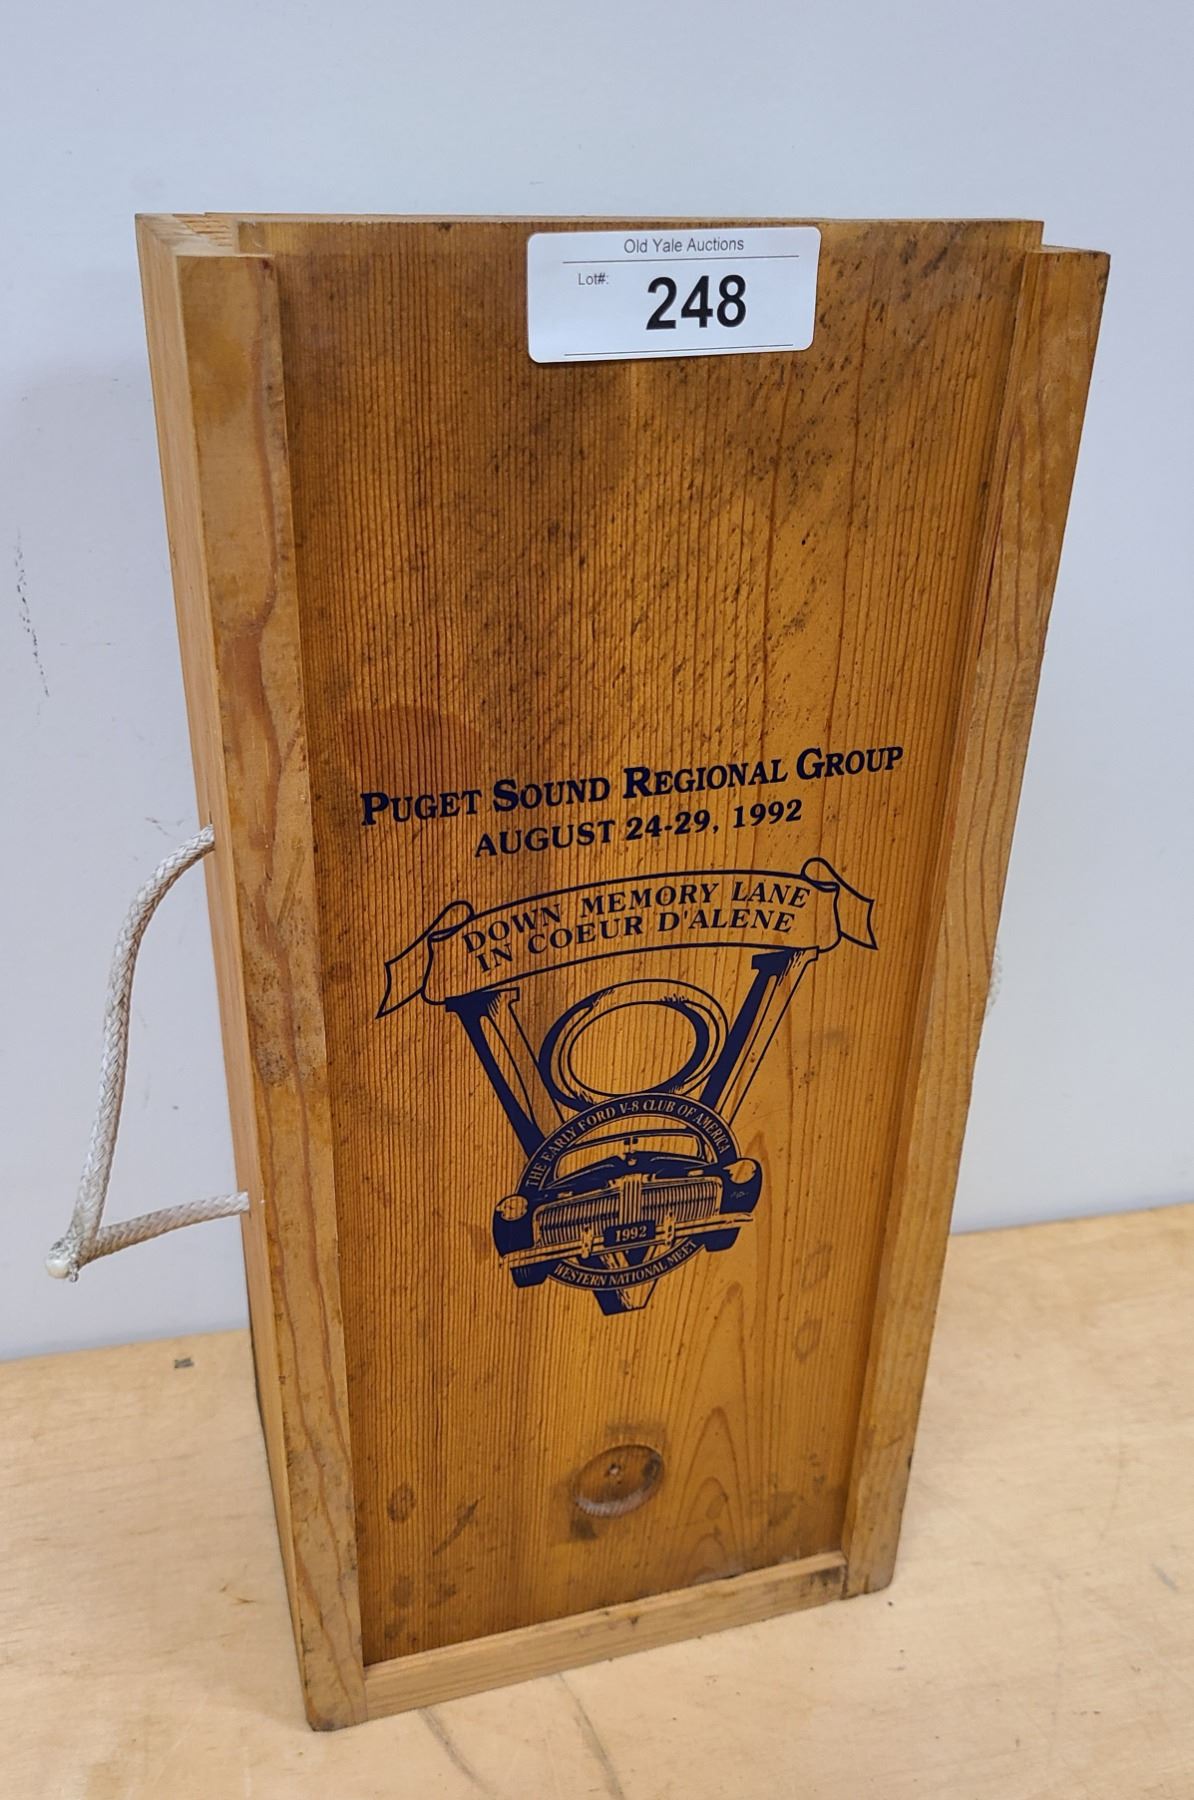 Old Yale Auctions
Lot#: 248
PUGET SOUND REGIONAL GROUP
AUGUST 24-29, 1992
DOWN MEMORY LANE
IN COEUR D'ALENE
THE EARLY FORD V-8 CLUB OF AMERICA
1992
WESTERN NATIONAL MEET